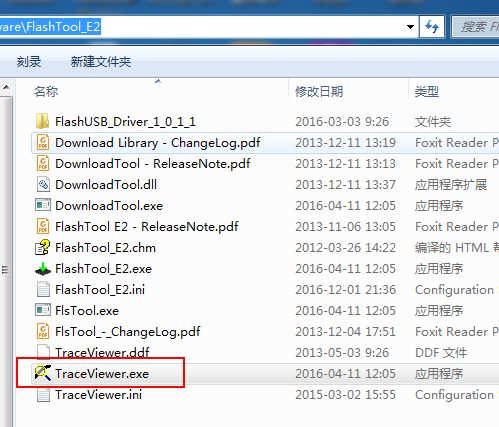 ware\FlashTool_E2
搜索 Fl
刻录 新建文件夹
名称 修改日期 类型
FlashUSB_Driver_1_0_1_1 2016-03-03 9:26 文件夹
Download Library - ChangeLog.pdf 2013-12-11 13:19 Foxit Reader P
DownloadTool - ReleaseNote.pdf 2013-12-11 13:39 Foxit Reader P
DownloadTool.dll 2013-12-11 13:37 应用程序扩展
DownloadTool.exe 2016-04-11 12:05 应用程序
FlashTool E2 - ReleaseNote.pdf 2013-11-06 13:05 Foxit Reader P
FlashTool_E2.chm 2012-03-26 14:22 编译的 HTML 帮
FlashTool_E2.exe 2016-04-11 12:05 应用程序
FlashTool_E2.ini 2016-12-01 21:36 Configuration
FlsTool.exe 2016-04-11 12:05 应用程序
FlsTool_-_ChangeLog.pdf 2013-12-04 17:51 Foxit Reader P
TraceViewer.ddf 2013-05-03 9:26 DDF 文件
TraceViewer.exe 2016-04-11 12:05 应用程序
TraceViewer.ini 2015-03-02 15:55 Configuration